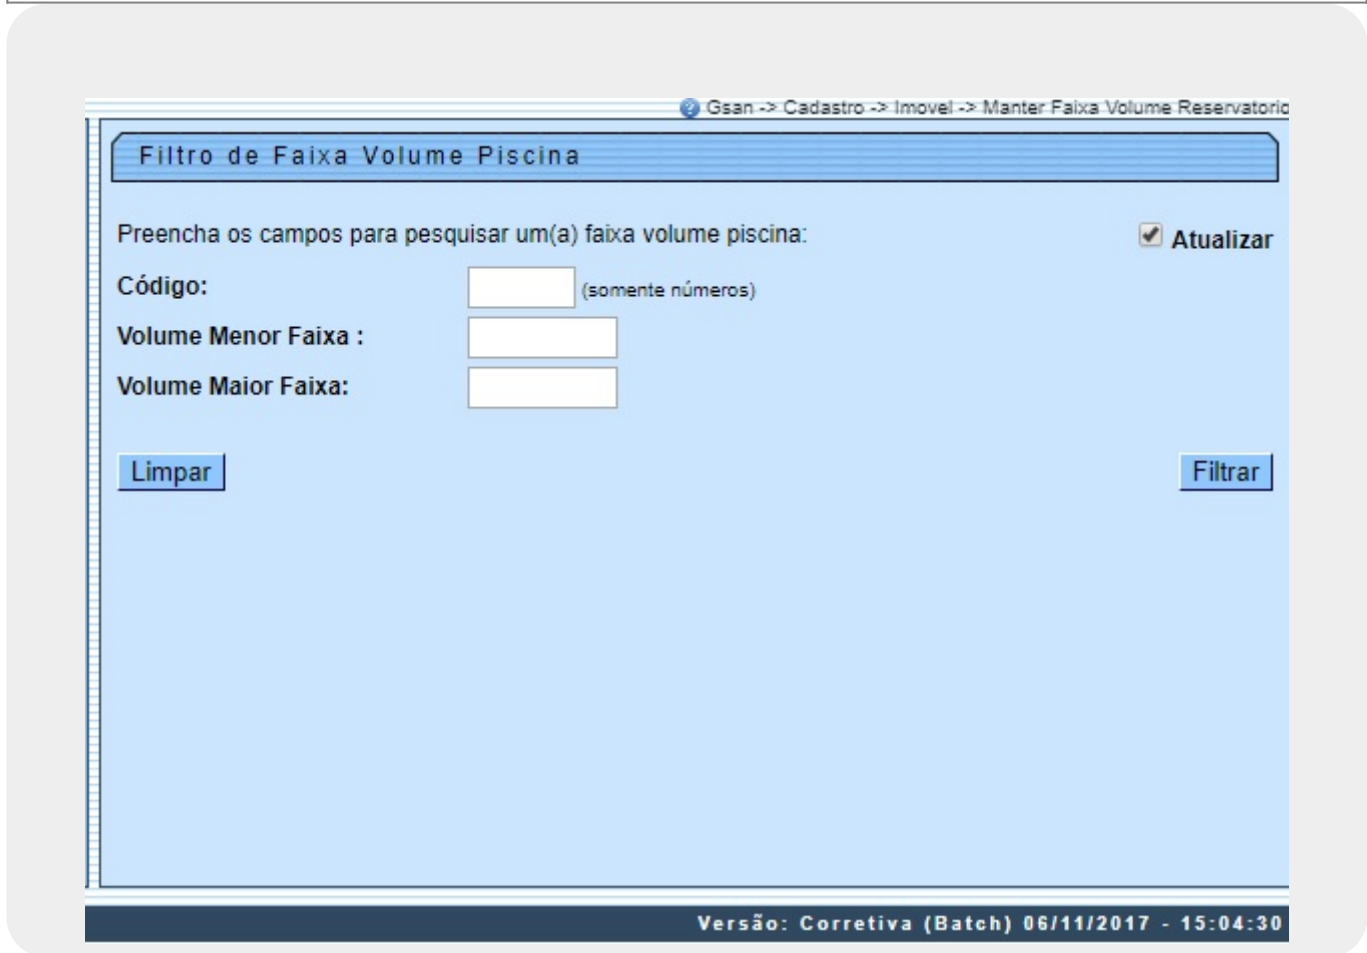 Gsan -> Cadastro -> Imovel -> Manter Faixa Volume Reservatorio
Filtro de Faixa Volume Piscina
Preencha os campos para pesquisar um(a) faixa volume piscina:
Atualizar
Código:
(somente números)
Volume Menor Faixa :
Volume Maior Faixa:
Limpar
Filtrar
Versão: Corretiva (Batch) 06/11/2017 - 15:04:30